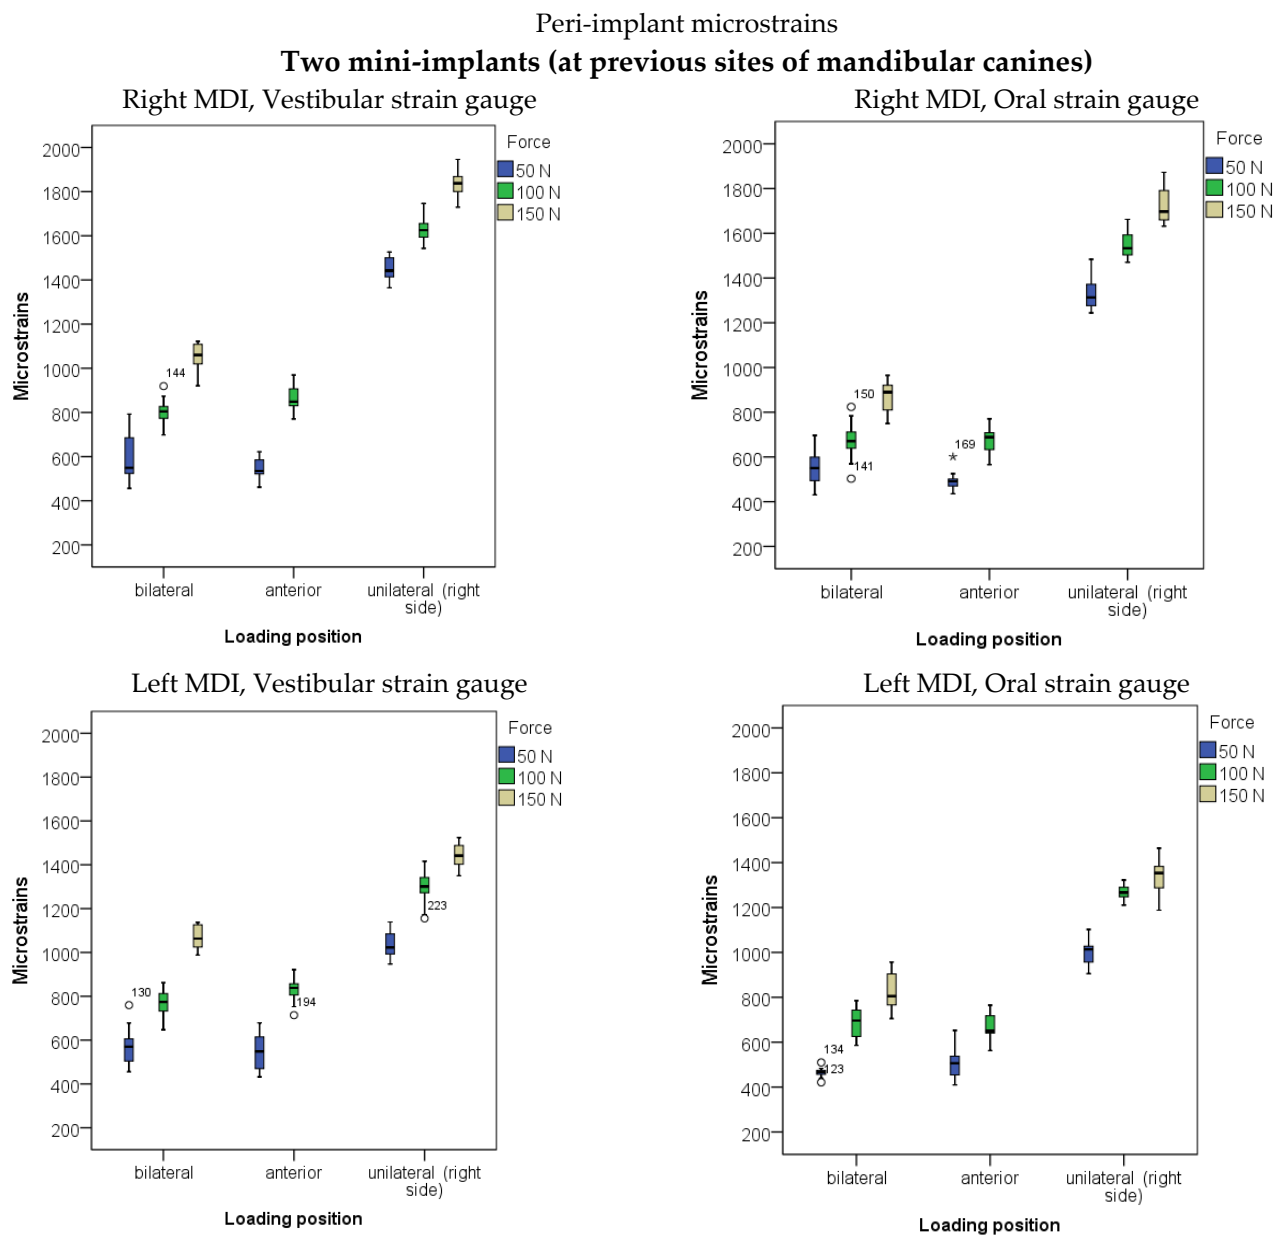 Peri-implant microstrains
Two mini-implants (at previous sites of mandibular canines)
Right MDI, Vestibular strain gauge
Microstrains
2000
1800
1600
1400
1200
1000
800
600
400
200
144
Force
50 N
100 N
150 N
bilateral
anterior
unilateral (right
side)
Loading position
Right MDI, Oral strain gauge
Microstrains
2000
1800
1600
1400
1200
1000
800
600
400
200
150
141
169
Force
50 N
100 N
150 N
bilateral
anterior
unilateral (right
side)
Loading position
Left MDI, Vestibular strain gauge
Microstrains
2000
1800
1600
1400
1200
1000
800
600
400
200
130
194
223
Force
50 N
100 N
150 N
bilateral
anterior
unilateral (right
side)
Loading position
Left MDI, Oral strain gauge
Microstrains
2000
1800
1600
1400
1200
1000
800
600
400
200
134
123
Force
50 N
100 N
150 N
bilateral
anterior
unilateral (right
side)
Loading position